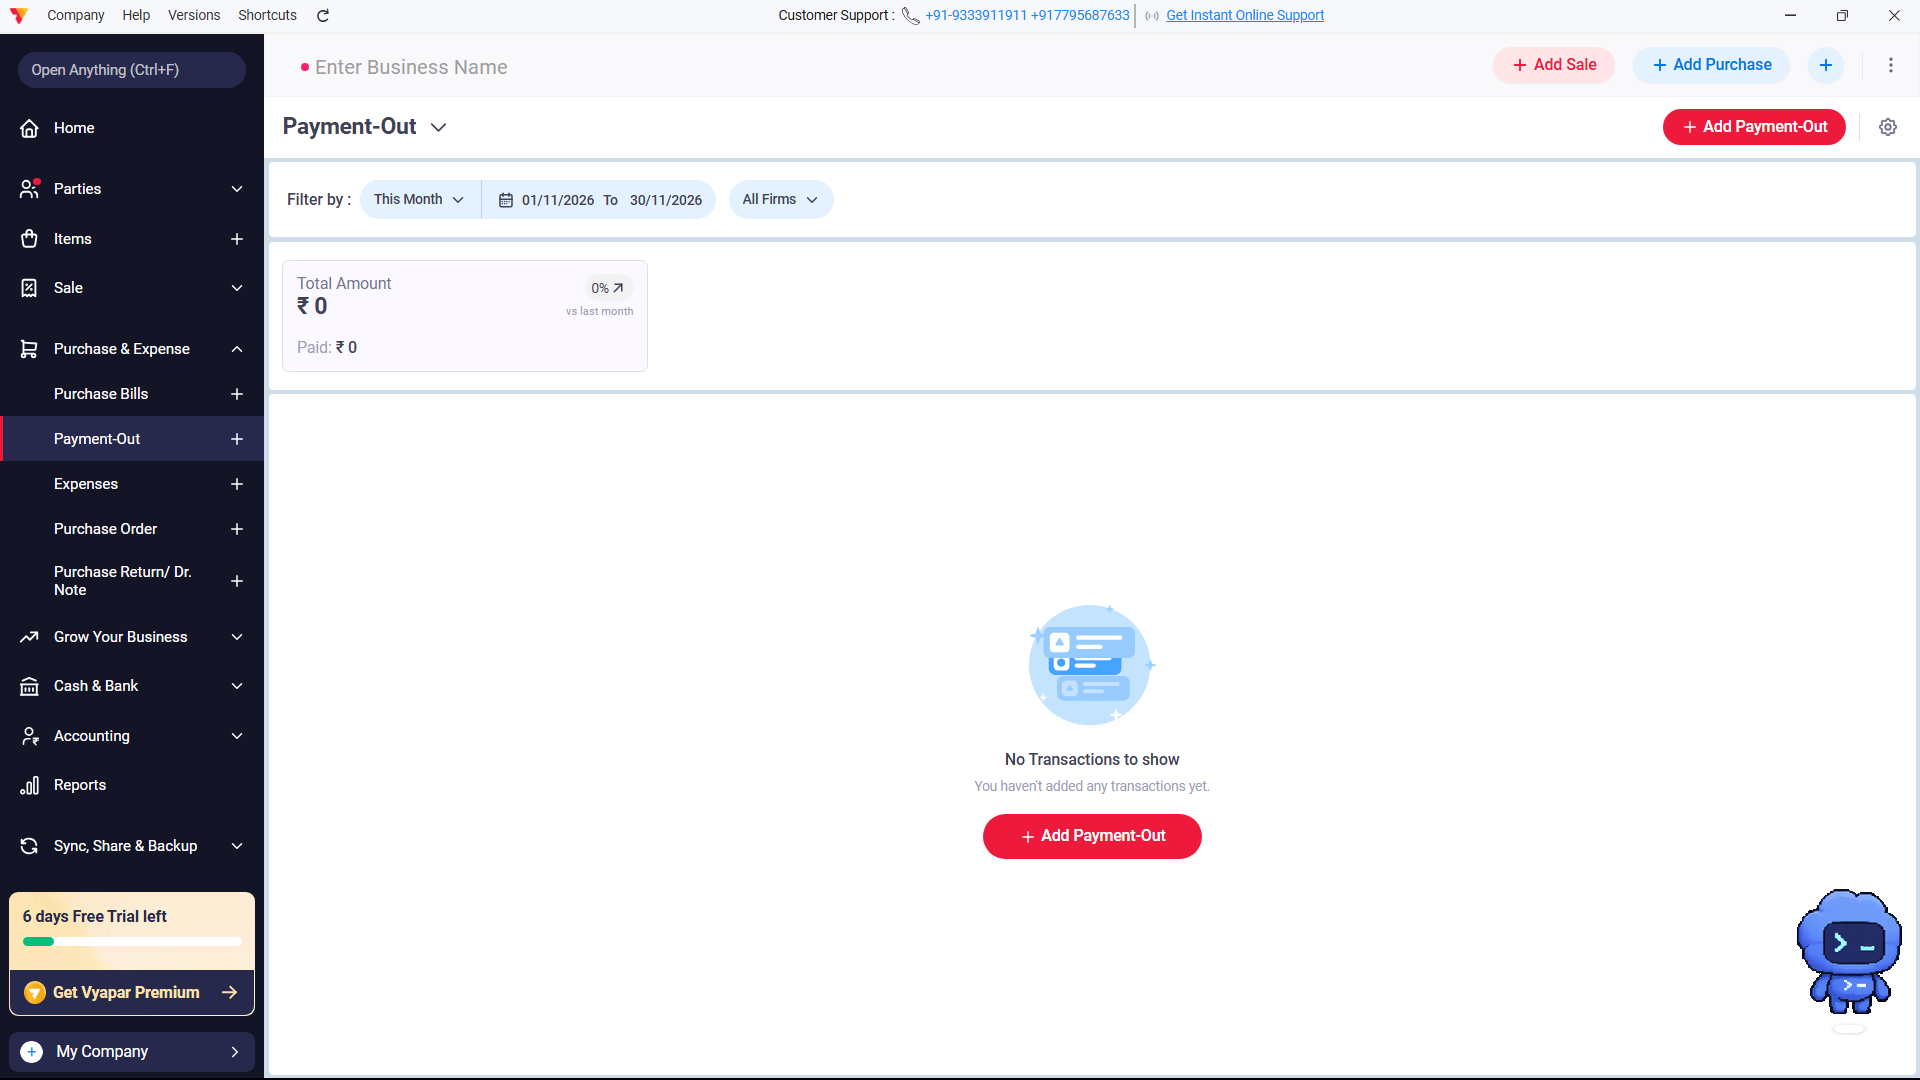 Company Help Versions Shortcuts
Customer Support : +91-9333911911 +917795687633 Get Instant Online Support
Open Anything (Ctrl+F)
Enter Business Name
+ Add Sale
+ Add Purchase
Home
Parties
Items
Sale
Purchase & Expense
Purchase Bills
Payment-Out
Expenses
Purchase Order
Purchase Return/ Dr.
Note
Grow Your Business
Cash & Bank
Accounting
Reports
Sync, Share & Backup
6 days Free Trial left
Get Vyapar Premium
My Company
Payment-Out
+ Add Payment-Out
Filter by : This Month 01/11/2026 To 30/11/2026 All Firms
Total Amount
₹ 0
0%
vs last month
Paid: ₹ 0
No Transactions to show
You haven't added any transactions yet.
+ Add Payment-Out